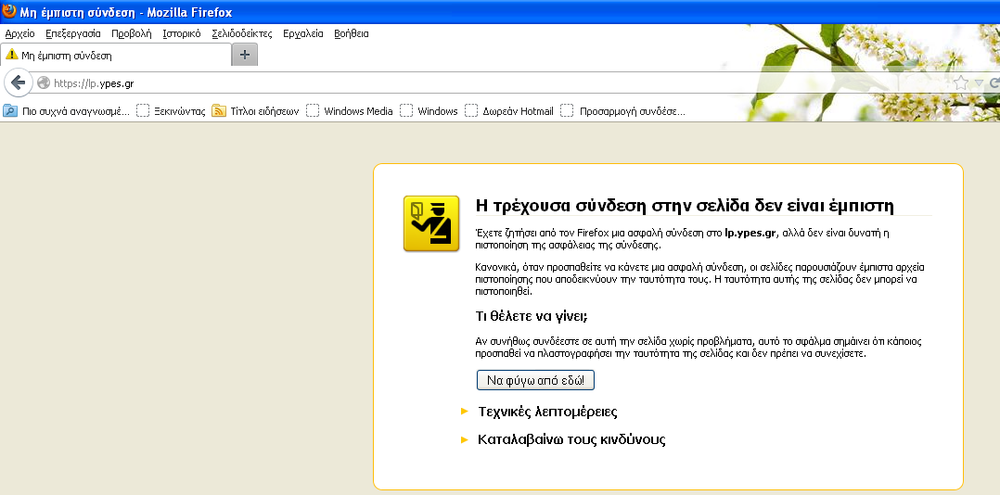 Μη έμπιστη σύνδεση - Mozilla Firefox
Αρχείο Επεξεργασία Προβολή Ιστορικό Σελιδοδείκτες Εργαλεία Βοήθεια
Μη έμπιστη σύνδεση
https://lp.ypes.gr
Πιο συχνά αναγνωσμέ... Ξεκινώντας Τίτλοι ειδήσεων Windows Media Windows Δωρεάν Hotmail Προσαρμογή συνδέσε...
Η τρέχουσα σύνδεση στην σελίδα δεν είναι έμπιστη
Έχετε ζητήσει από τον Firefox μια ασφαλή σύνδεση στο lp.ypes.gr, αλλά δεν είναι δυνατή η
πιστοποίηση της ασφάλειας της σύνδεσης.
Κανονικά, όταν προσπαθείτε να κάνετε μια ασφαλή σύνδεση, οι σελίδες παρουσιάζουν έμπιστα αρχεία
πιστοποίησης που αποδεικνύουν την ταυτότητά τους. Η ταυτότητα αυτής της σελίδας δεν μπορεί να
πιστοποιηθεί.
Τι θέλετε να γίνει;
Αν συνήθως συνδέεστε σε αυτή την σελίδα χωρίς προβλήματα, αυτό το σφάλμα σημαίνει ότι κάποιος
προσπαθεί να πλαστογραφήσει την ταυτότητα της σελίδας και δεν πρέπει να συνεχίσετε.
Να φύγω από εδώ!
Τεχνικές λεπτομέρειες
Καταλαβαίνω τους κινδύνους